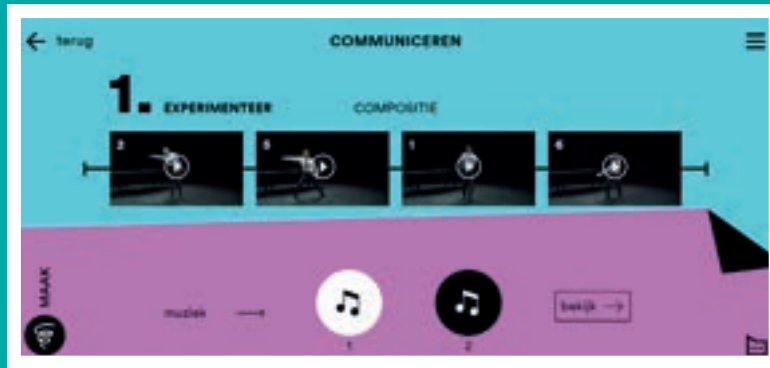 ← terug
COMMUNICEREN
1. EXPERIMENTEER
COMPOSITIE
2
5
1
6
MAAK
muziek
1
2
bekijk →